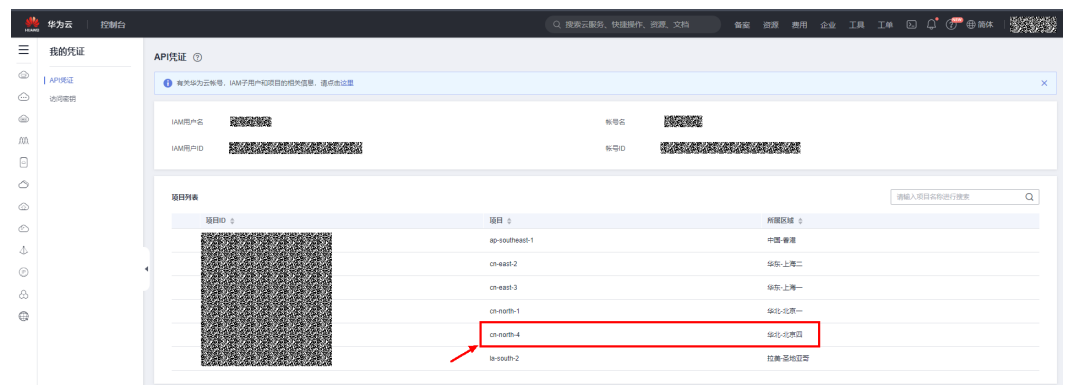 HUAWEI 华为云 控制台 搜索云服务、快捷操作、资源、文档 备案 资源 费用 企业 工具 工单 简体
我的凭证
API凭证
访问密钥
API凭证
有关华为云帐号、IAM子用户和项目的相关信息，请点击这里
IAM用户名 帐号名
IAM用户ID 帐号ID
项目列表 请输入项目名称进行搜索
项目ID 项目 所属区域
ap-southeast-1 中国-香港
cn-east-2 华东-上海二
cn-east-3 华东-上海一
cn-north-1 华北-北京一
cn-north-4 华北-北京四
la-south-2 拉美-圣地亚哥